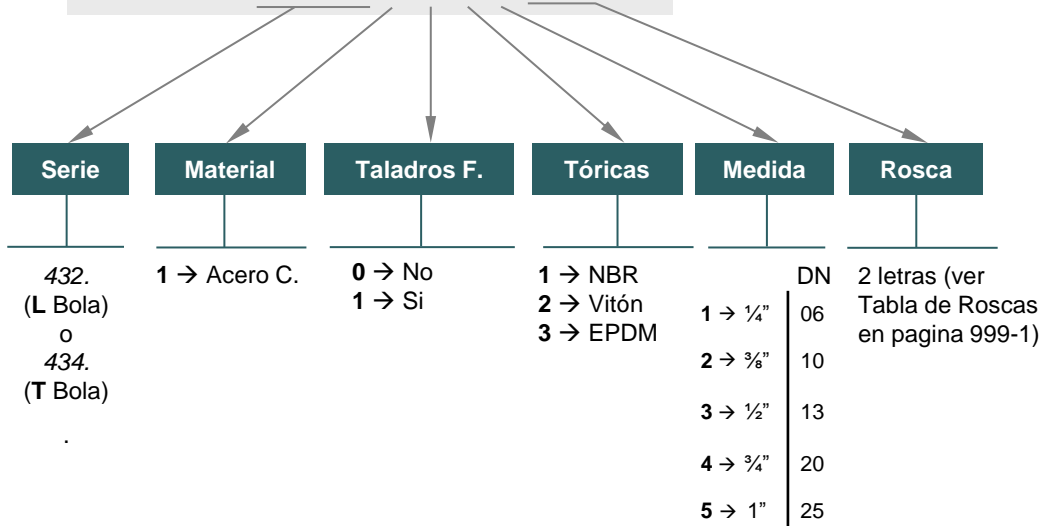 Serie
Material
Taladros F.
Tóricas
Medida
Rosca
432.
(L Bola)
o
434.
(T Bola)
.
1 → Acero C.
0 → No
1 → Si
1 → NBR
2 → Vitón
3 → EPDM
DN
1 → ¼” 06
2 → ⅜” 10
3 → ½” 13
4 → ¾” 20
5 → 1” 25
2 letras (ver
Tabla de Roscas
en pagina 999-1)